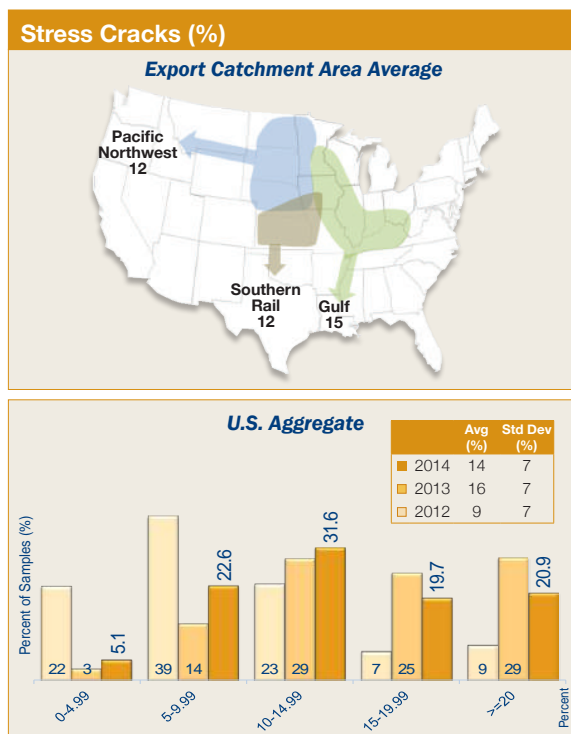 Stress Cracks (%)
Export Catchment Area Average
Pacific
Northwest
12
Southern
Rail
12
Gulf
15
U.S. Aggregate
Avg Std Dev
(%) (%)
2014 14 7
2013 16 7
2012 9 7
Percent of Samples (%)
22 3 5.1
39 14 22.6
23 29 31.6
7 25 19.7
9 29 20.9
0-4.99
5-9.99
10-14.99
15-19.99
>=20
Percent